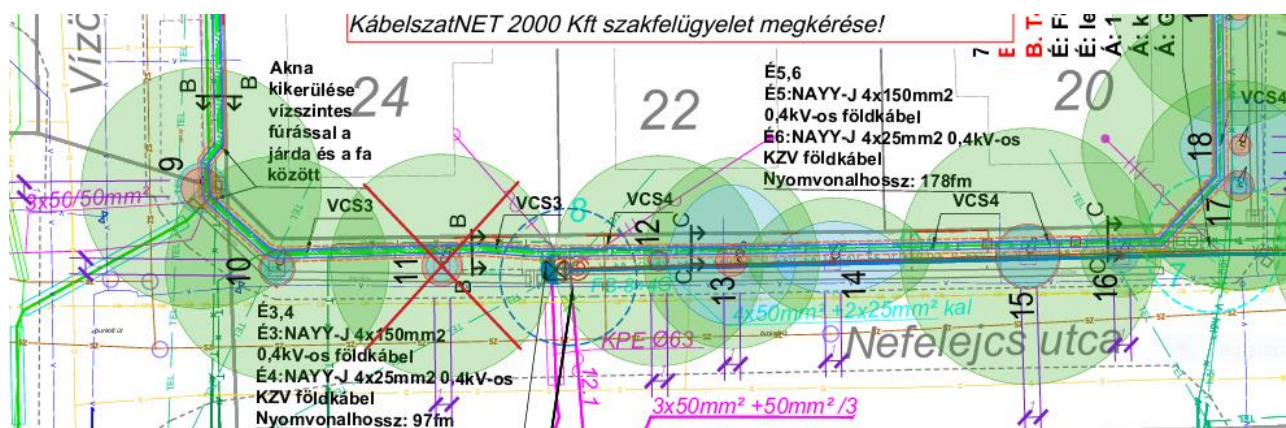 KábelszatNET 2000 Kft szakfelügyelet megkérése!
Akna
kikerülése
vízszintes
fúrással a
járda és a fa
között
24
22
20
É5,6
É5:NAYY-J 4x150mm2
0,4kV-os földkábel
É6:NAYY-J 4x25mm2 0,4kV-os
KZV földkábel
Nyomvonalhossz: 178fm
B
B
9
VCS3
B
VCS3
8
VCS4
12
C
VCS4
C
17
18
VCS4
10
11
B
C
13
14
15
16
C
7
KPE Ø63
4x50mm² +2x25mm² kal
Nefelejcs utca
É3,4
É3:NAYY-J 4x150mm2
0,4kV-os földkábel
É4:NAYY-J 4x25mm2 0,4kV-os
KZV földkábel
Nyomvonalhossz: 97fm
12.1
3x50mm² +50mm² /3